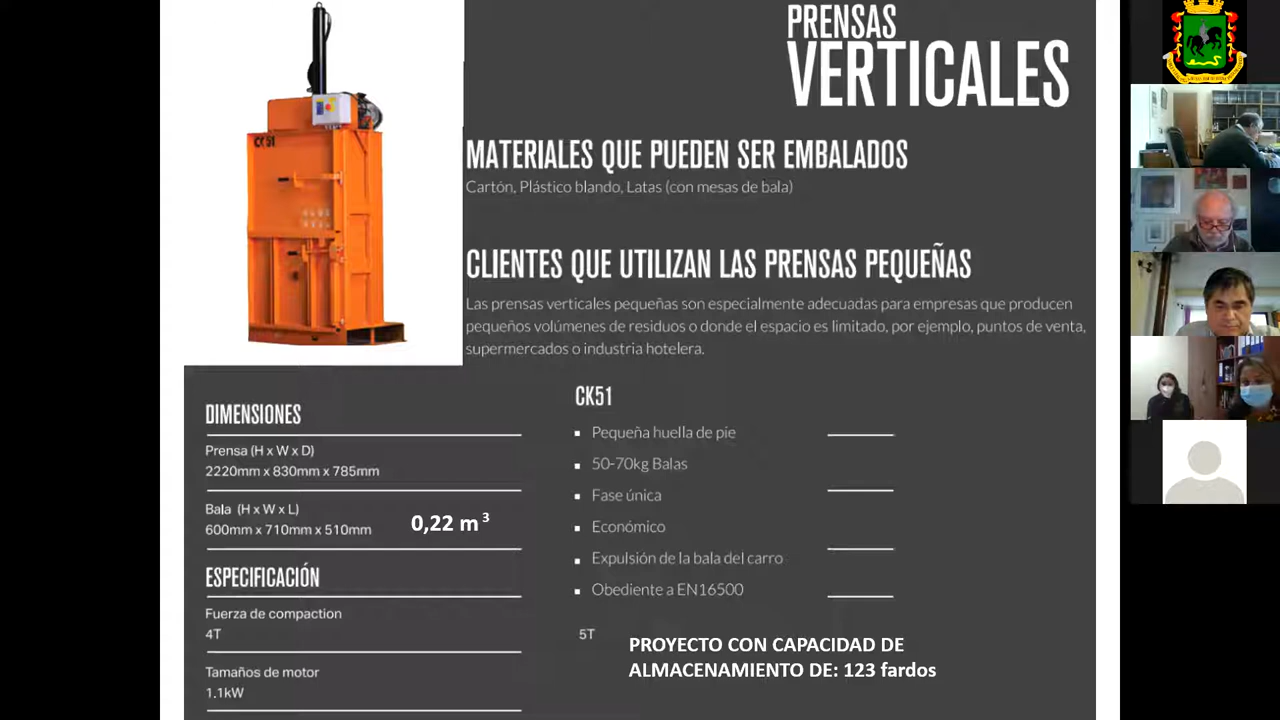 PRENSAS
VERTICALES
CK51
MATERIALES QUE PUEDEN SER EMBALADOS
Cartón, Plástico blando, Latas (con mesas de bala)
CLIENTES QUE UTILIZAN LAS PRENSAS PEQUEÑAS
Las prensas verticales pequeñas son especialmente adecuadas para empresas que producen
pequeños volúmenes de residuos o donde el espacio es limitado, por ejemplo, puntos de venta,
supermercados o industria hotelera.
DIMENSIONES
Prensa (H x W x D)
2220mm x 830mm x 785mm
Bala (H x W x L)
600mm x 710mm x 510mm
0,22 m³
ESPECIFICACIÓN
Fuerza de compaction
4T
Tamaños de motor
1.1kW
CK51
▪ Pequeña huella de pie
▪ 50-70kg Balas
▪ Fase única
▪ Económico
▪ Expulsión de la bala del carro
▪ Obediente a EN16500
5T
PROYECTO CON CAPACIDAD DE
ALMACENAMIENTO DE: 123 fardos